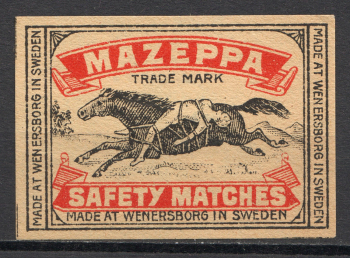 MAZEPPA
TRADE MARK
SAFETY MATCHES
MADE AT WENERSBORG IN SWEDEN
MADE AT WENERSBORG IN SWEDEN
MADE AT WENERSBORG IN SWEDEN